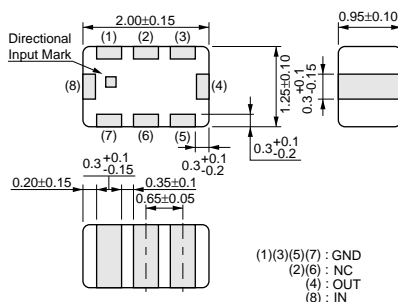 2.00±0.15
0.95±0.10
Directional
Input Mark
(1) (2) (3)
(8)
(4)
(7) (6) (5)
1.25±0.10
0.3+0.1-0.15
0.3+0.1-0.2
0.3+0.1-0.2
0.3+0.1-0.15
0.20±0.15
0.35±0.1
0.65±0.05
(1)(3)(5)(7) : GND
(2)(6) : NC
(4) : OUT
(8) : IN